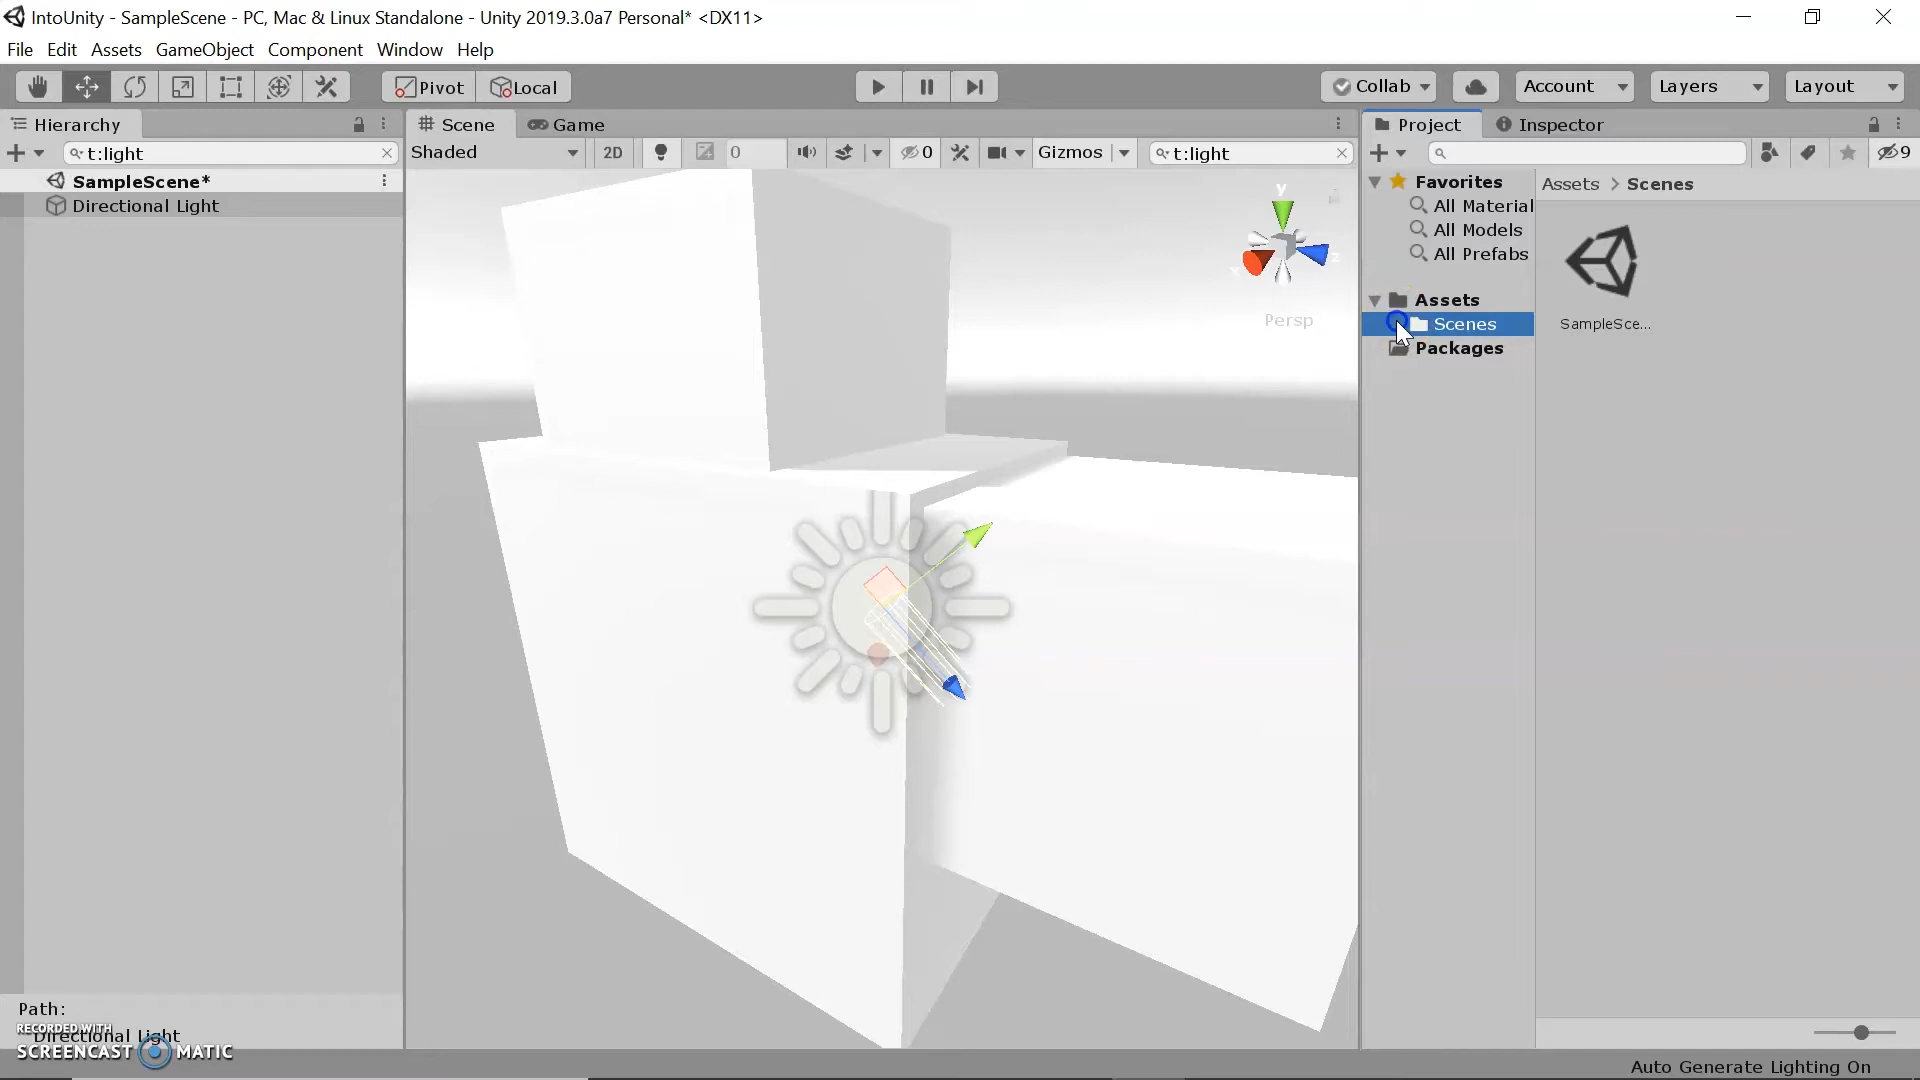 IntoUnity - SampleScene - PC, Mac & Linux Standalone - Unity 2019.3.0a7 Personal* <DX11>
File Edit Assets GameObject Component Window Help
Pivot Local Collab Account Layers Layout
Hierarchy Scene Game Project Inspector
t:light Shaded 2D 0 0 Gizmos t:light 9
SampleScene*
Directional Light
Favorites
All Material
All Models
All Prefabs
Assets
Scenes
Packages
Assets > Scenes
SampleSce...
y
x
z
Persp
Path:
Directional Light
RECORDED WITH
SCREENCAST MATIC
Auto Generate Lighting On